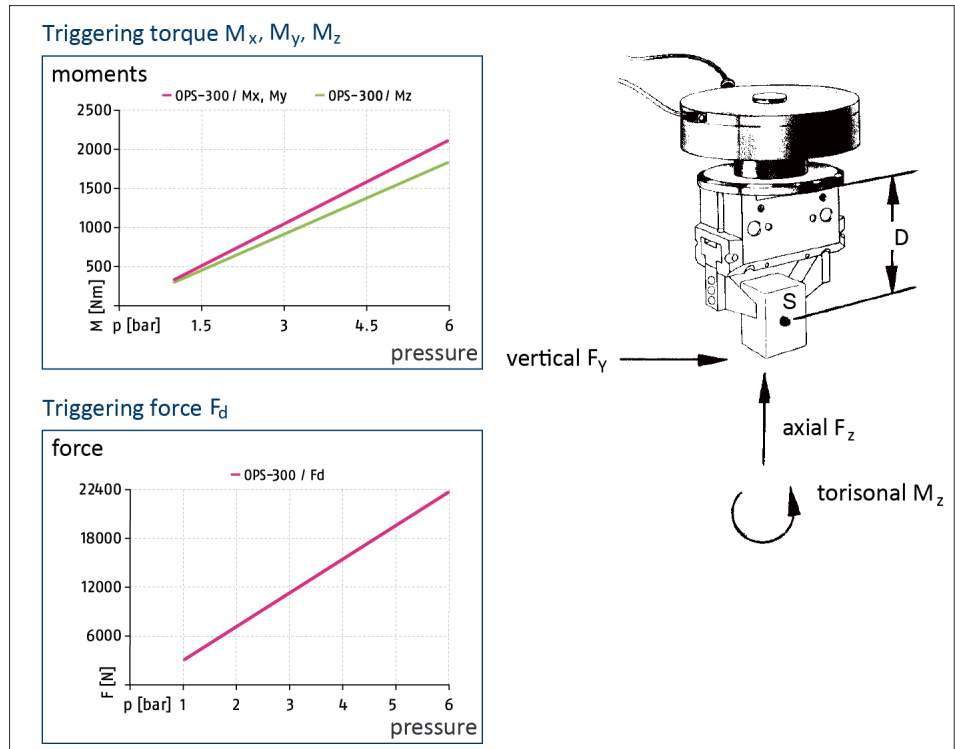 Triggering torque Mx, My, Mz
moments
OPS-300 / Mx, My
OPS-300 / Mz
2500
2000
1500
1000
500
M [Nm]
p [bar] 1.5 3 4.5 6
pressure
Triggering force Fd
force
OPS-300 / Fd
22400
18000
12000
6000
F [N]
p [bar] 1 2 3 4 5 6
pressure
D
S
vertical FY
axial Fz
torisonal Mz